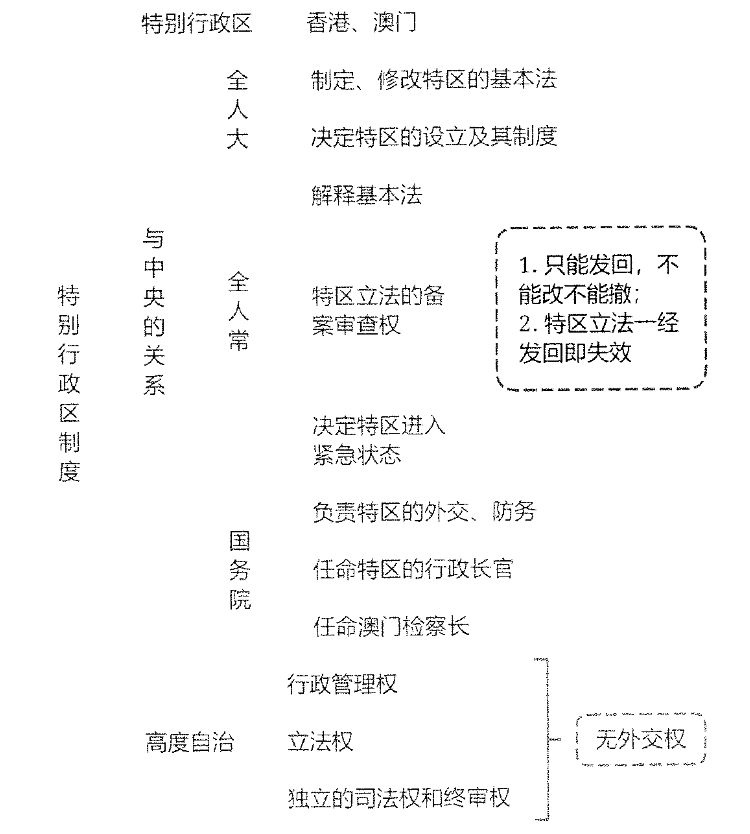 特别行政区制度
特别行政区
香港、澳门
与中央的关系
全人大
制定、修改特区的基本法
决定特区的设立及其制度
全人常
解释基本法
特区立法的备
案审查权
1. 只能发回，不
能改不能撤；
2. 特区立法一经
发回即失效
决定特区进入
紧急状态
国务院
负责特区的外交、防务
任命特区的行政长官
任命澳门检察长
高度自治
行政管理权
立法权
独立的司法权和终审权
无外交权